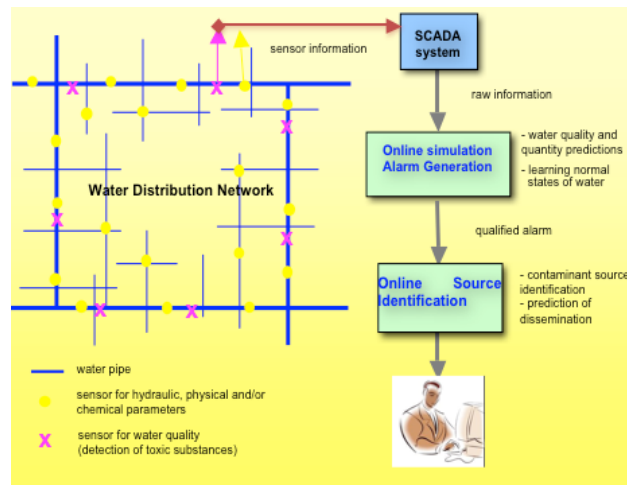 sensor information
SCADA
system
raw information
Online simulation
Alarm Generation
- water quality and
quantity predictions
- learning normal
states of water
Water Distribution Network
qualified alarm
Online Source
Identification
- contaminant source
identification
- prediction of
dissemination
water pipe
sensor for hydraulic, physical and/or
chemical parameters
X
sensor for water quality
(detection of toxic substances)